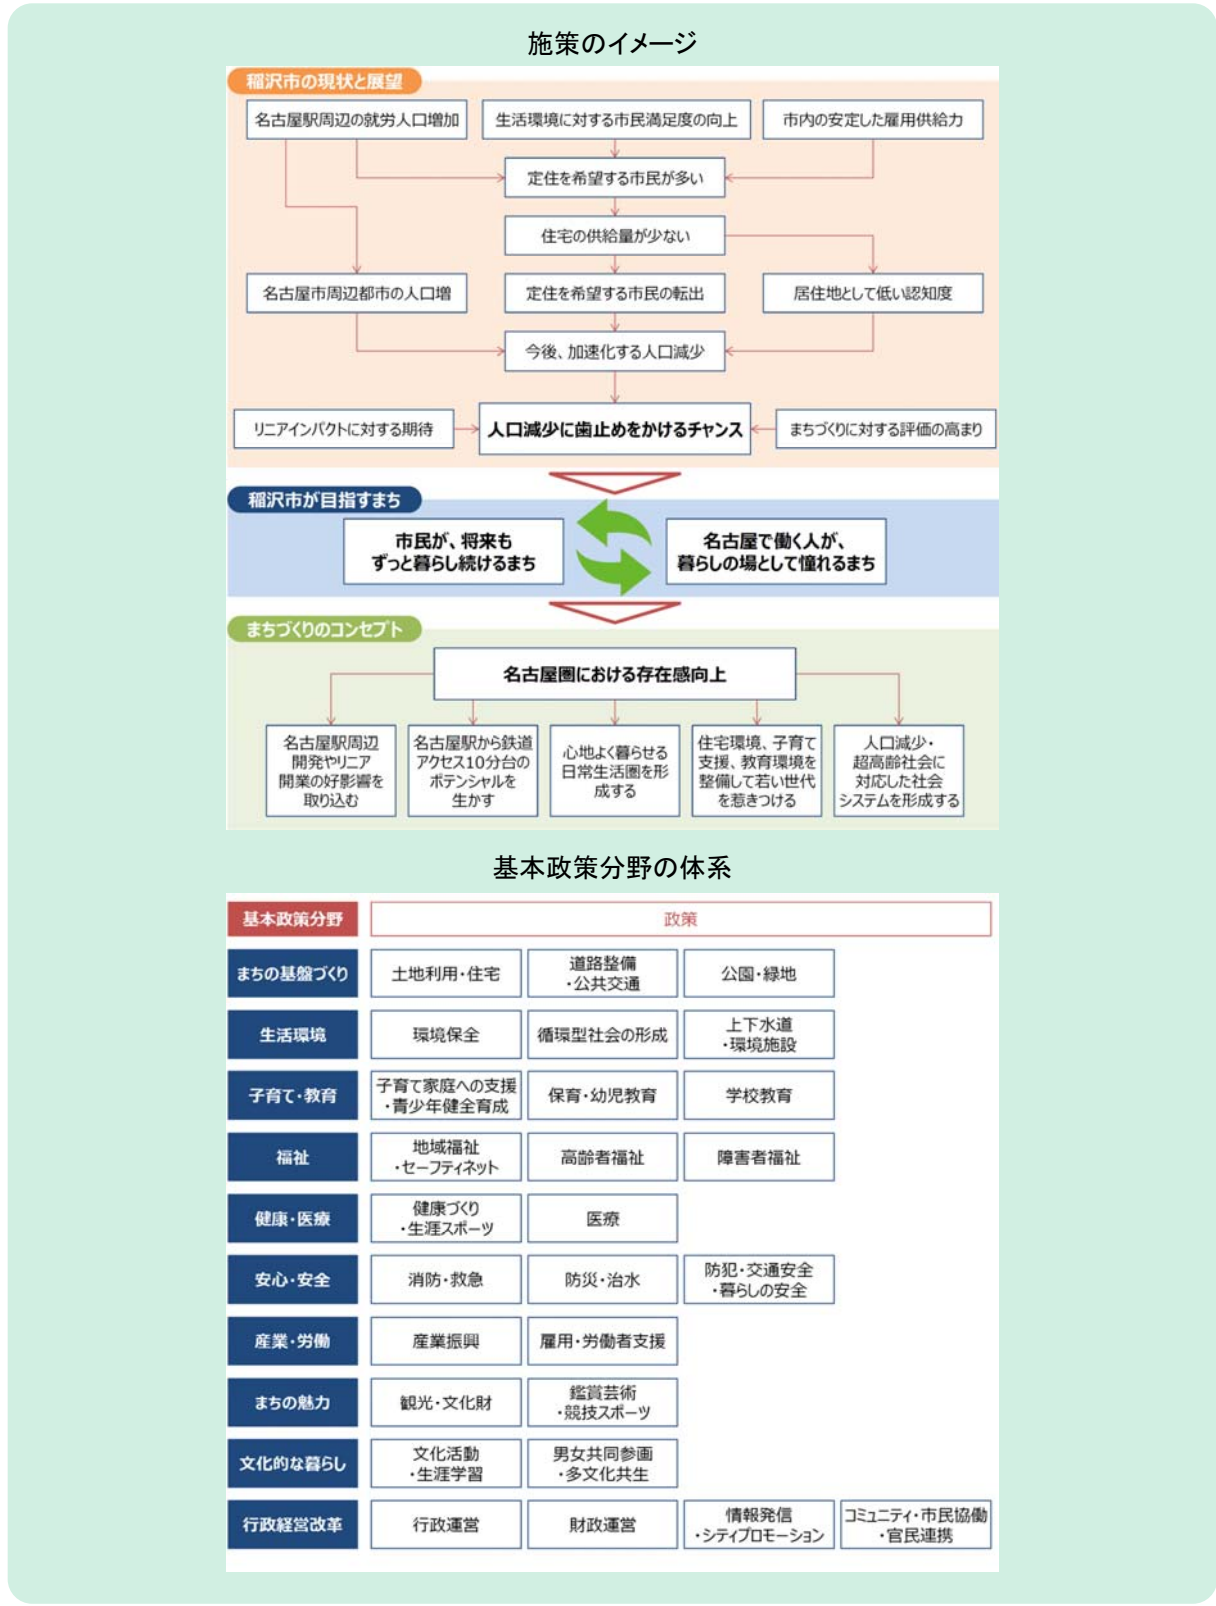 施策のイメージ
稲沢市の現状と展望
名古屋駅周辺の就労人口増加
生活環境に対する市民満足度の向上
市内の安定した雇用供給力
定住を希望する市民が多い
住宅の供給量が少ない
名古屋市周辺都市の人口増
定住を希望する市民の転出
居住地として低い認知度
今後、加速化する人口減少
リニアインパクトに対する期待
人口減少に歯止めをかけるチャンス
まちづくりに対する評価の高まり
稲沢市が目指すまち
市民が、将来も
ずっと暮らし続けるまち
名古屋で働く人が、
暮らしの場として憧れるまち
まちづくりのコンセプト
名古屋圏における存在感向上
名古屋駅周辺
開発やリニア
開業の好影響を
取り込む
名古屋駅から鉄道
アクセス10分台の
ポテンシャルを
生かす
心地よく暮らせる
日常生活圏を形
成する
住宅環境、子育て
支援、教育環境を
整備して若い世代
を惹きつける
人口減少・
超高齢社会に
対応した社会
システムを形成する
基本政策分野の体系
基本政策分野
政策
まちの基盤づくり
土地利用・住宅
道路整備
・公共交通
公園・緑地
生活環境
環境保全
循環型社会の形成
上下水道
・環境施設
子育て・教育
子育て家庭への支援
・青少年健全育成
保育・幼児教育
学校教育
福祉
地域福祉
・セーフティネット
高齢者福祉
障害者福祉
健康・医療
健康づくり
・生涯スポーツ
医療
安心・安全
消防・救急
防災・治水
防犯・交通安全
・暮らしの安全
産業・労働
産業振興
雇用・労働者支援
まちの魅力
観光・文化財
鑑賞芸術
・競技スポーツ
文化的な暮らし
文化活動
・生涯学習
男女共同参画
・多文化共生
行政経営改革
行政運営
財政運営
情報発信
・シティプロモーション
コミュニティ・市民協働
・官民連携